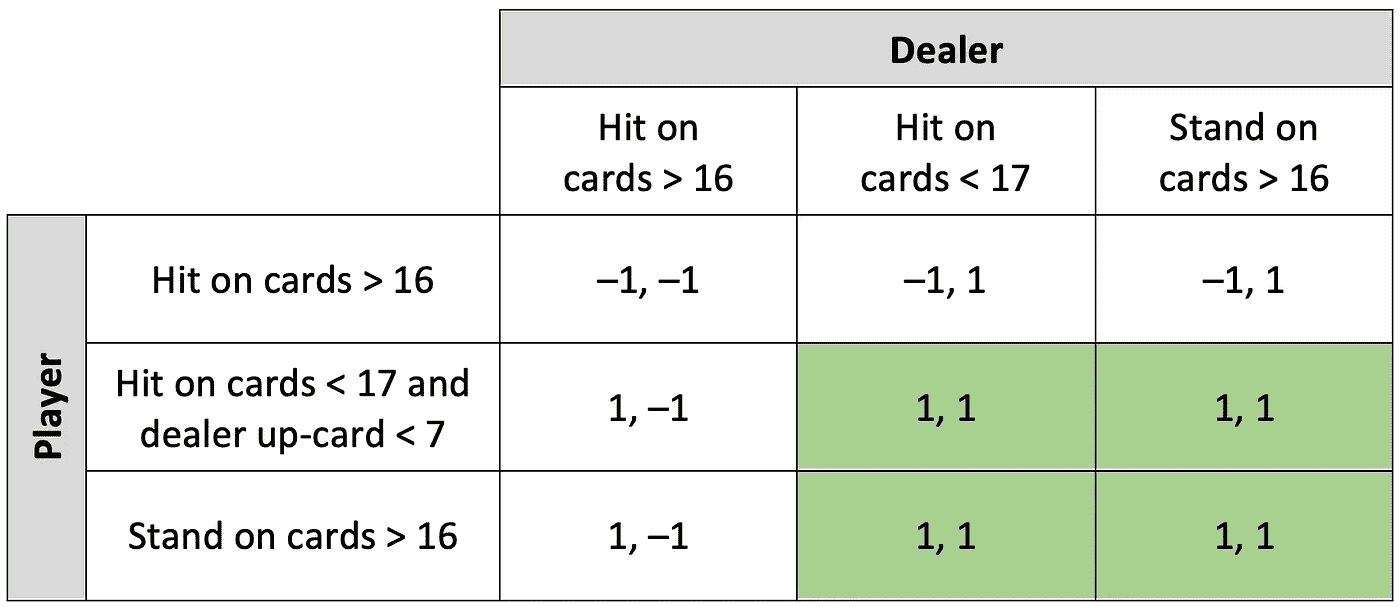 Dealer
Hit on
cards > 16
Hit on
cards < 17
Stand on
cards > 16
Player
Hit on cards > 16
–1, –1
–1, 1
–1, 1
Hit on cards < 17 and
dealer up-card < 7
1, –1
1, 1
1, 1
Stand on cards > 16
1, –1
1, 1
1, 1